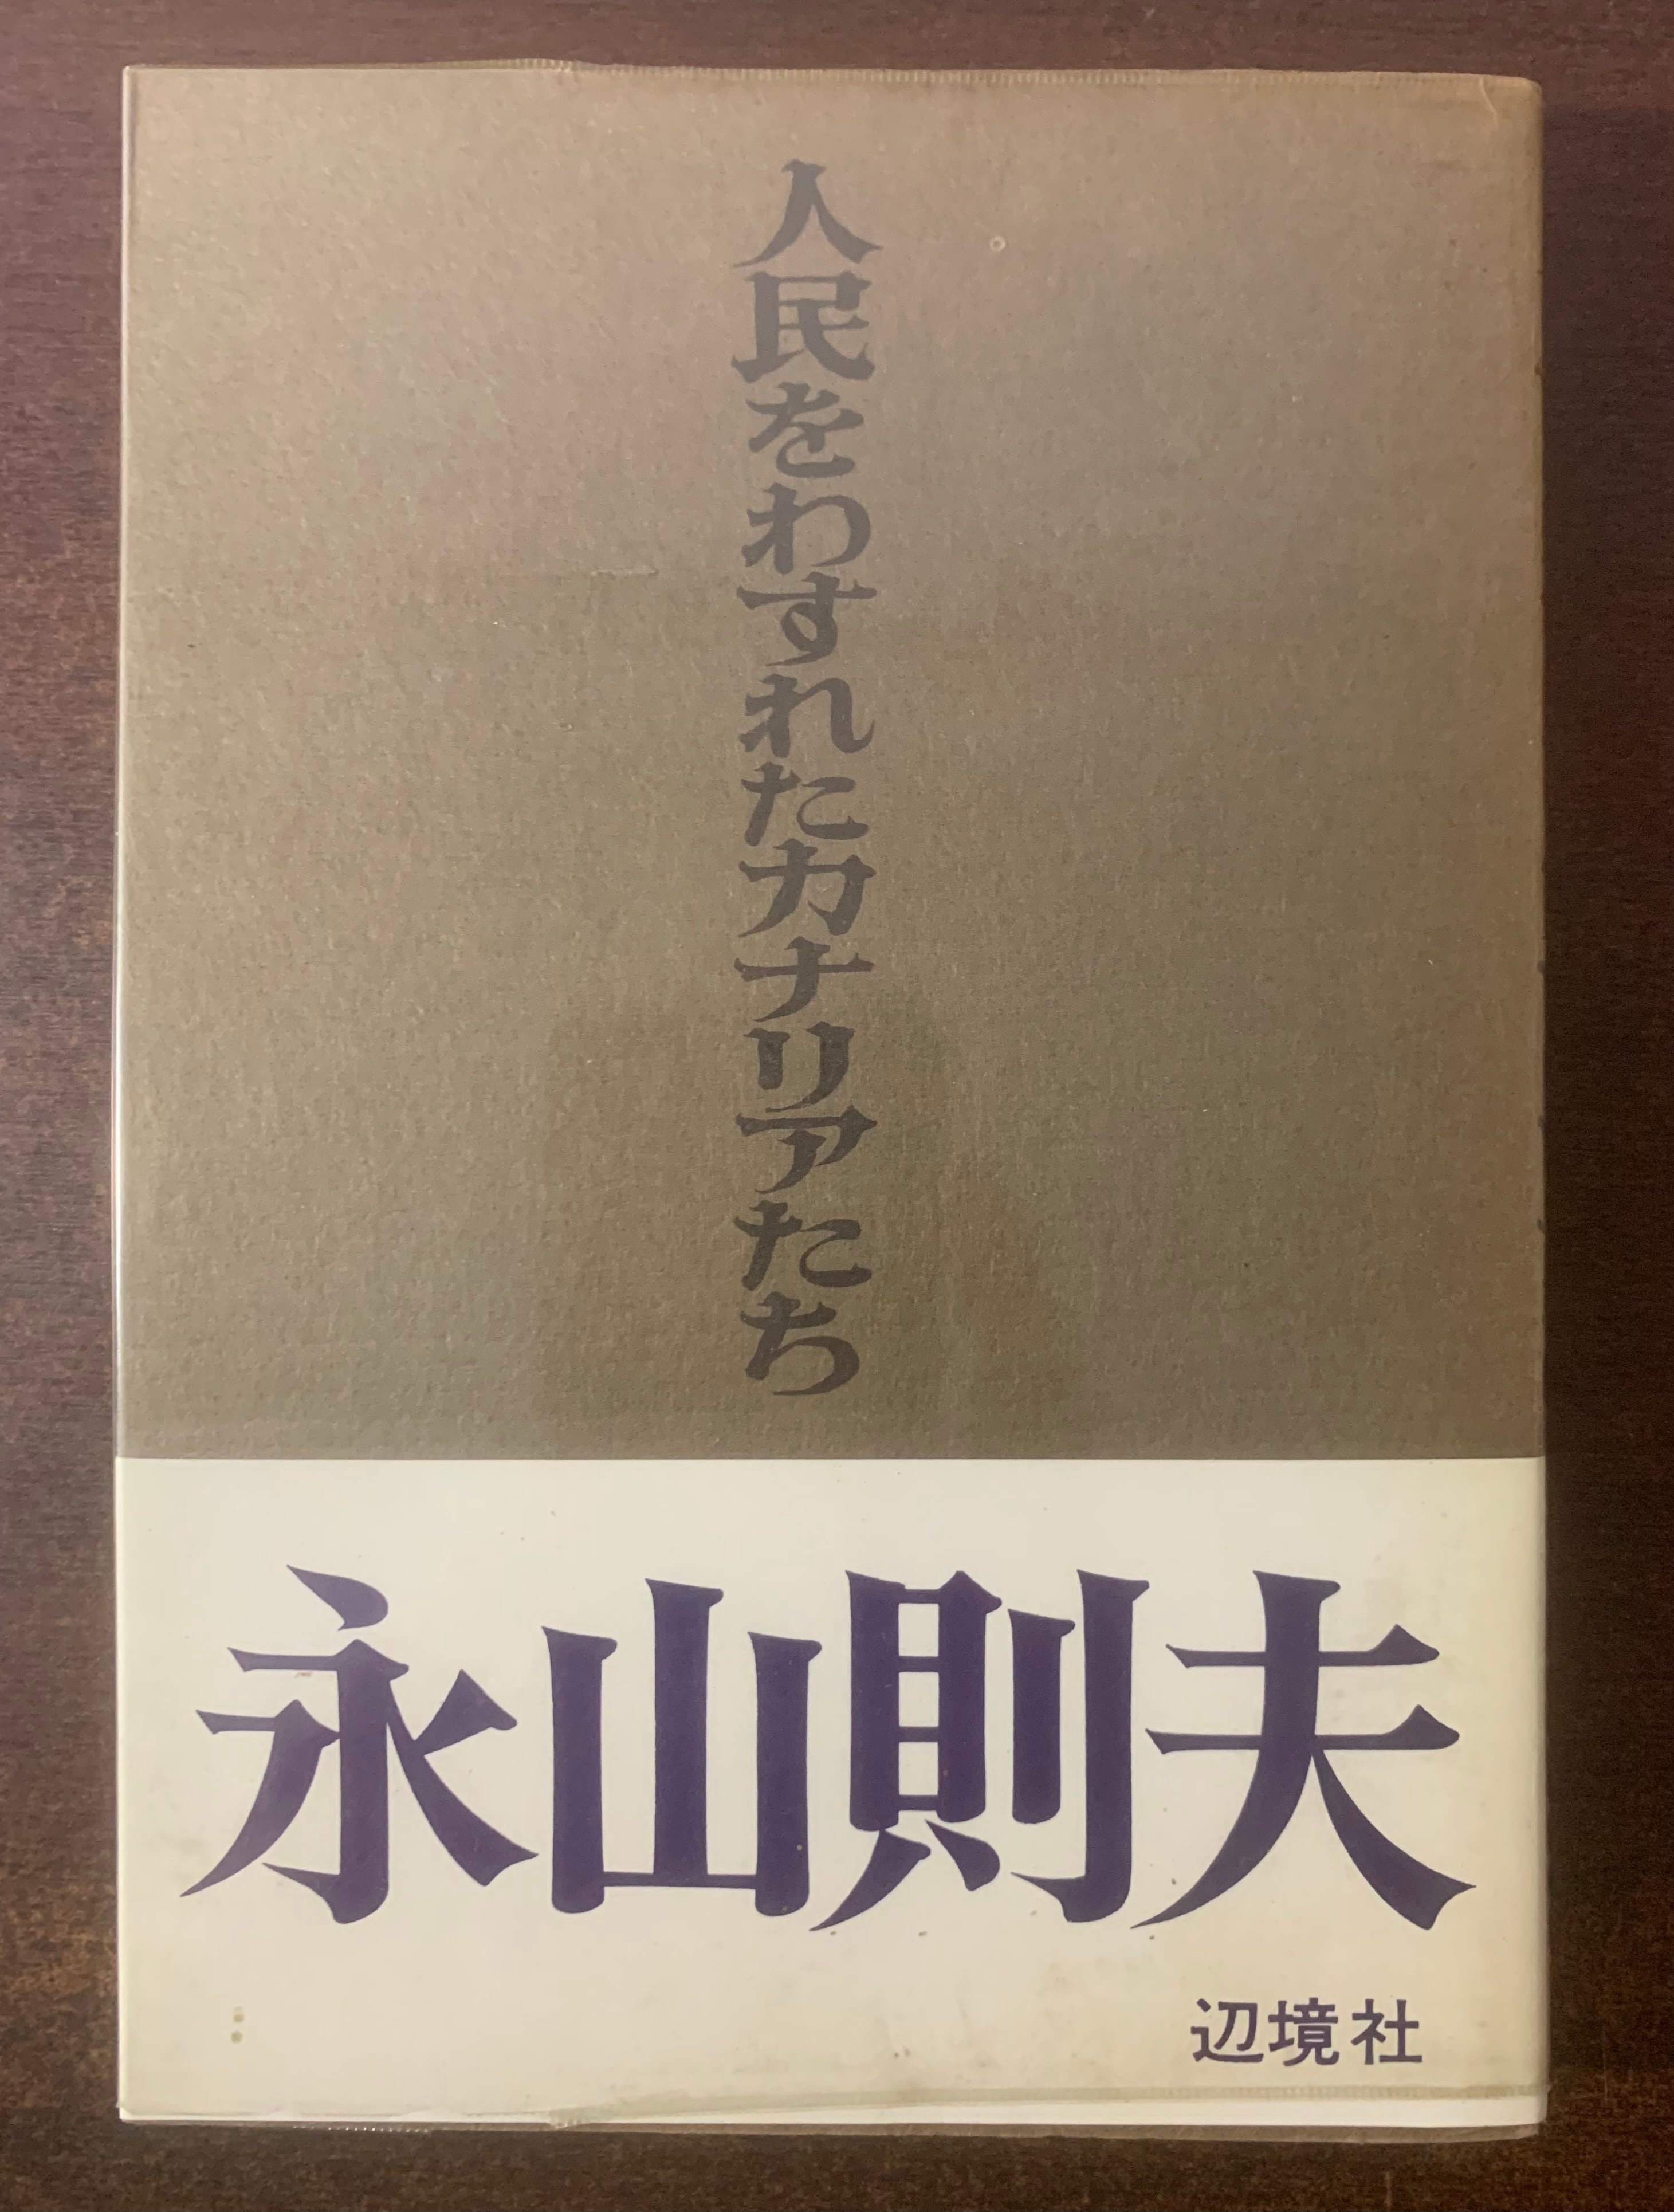 人民をわすれたカナリアたち
永山則夫
辺境社